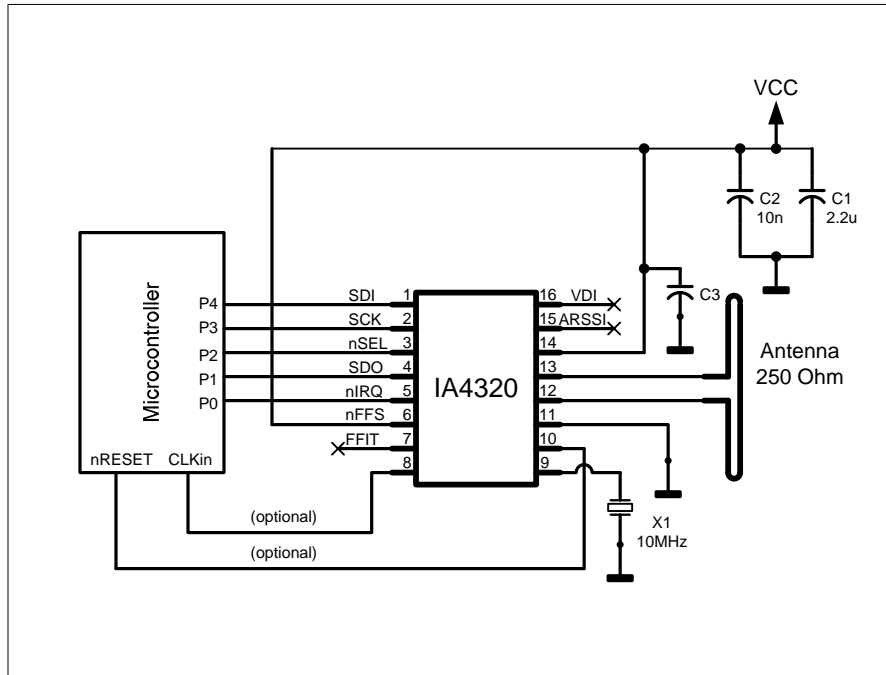 VCC
C2
10n
C1
2.2u
C3
Microcontroller
P4
P3
P2
P1
P0
nRESET
CLKin
SDI
SCK
nSEL
SDO
nIRQ
nFFS
FFIT
1
2
3
4
5
6
7
8
IA4320
16
15
14
13
12
11
10
9
VDI
ARSSI
Antenna
250 Ohm
X1
10MHz
(optional)
(optional)